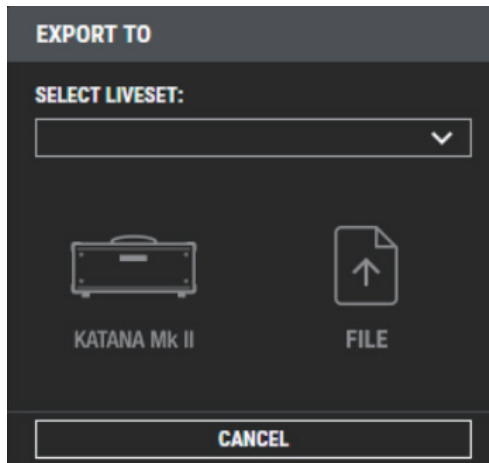 EXPORT TO
SELECT LIVESET:
KATANA Mk II
FILE
CANCEL